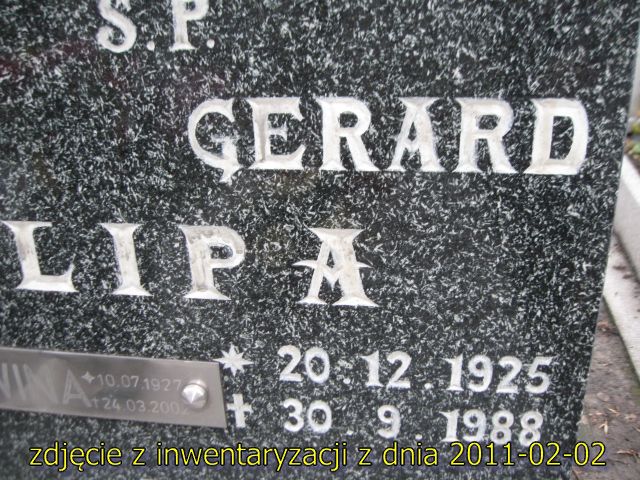 S.P.
GERARD
LIPA
* 20.12.1925
NINA *10.07.1927
✝ 30.9 1988
✝24.03.2002
zdjęcie z inwentaryzacji z dnia 2011-02-02